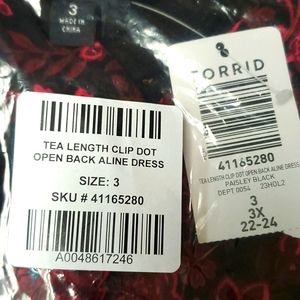 3
MADE IN
CHINA
TEA LENGTH CLIP DOT
OPEN BACK ALINE DRESS
SIZE: 3
SKU # 41165280
A0048617246
TORRID
41165280
TEA LENGTH CLIP DOT OPEN BACK ALINE DRESS
PAISLEY BLACK
DEPT 0054 23HOL2
3
3X
22-24